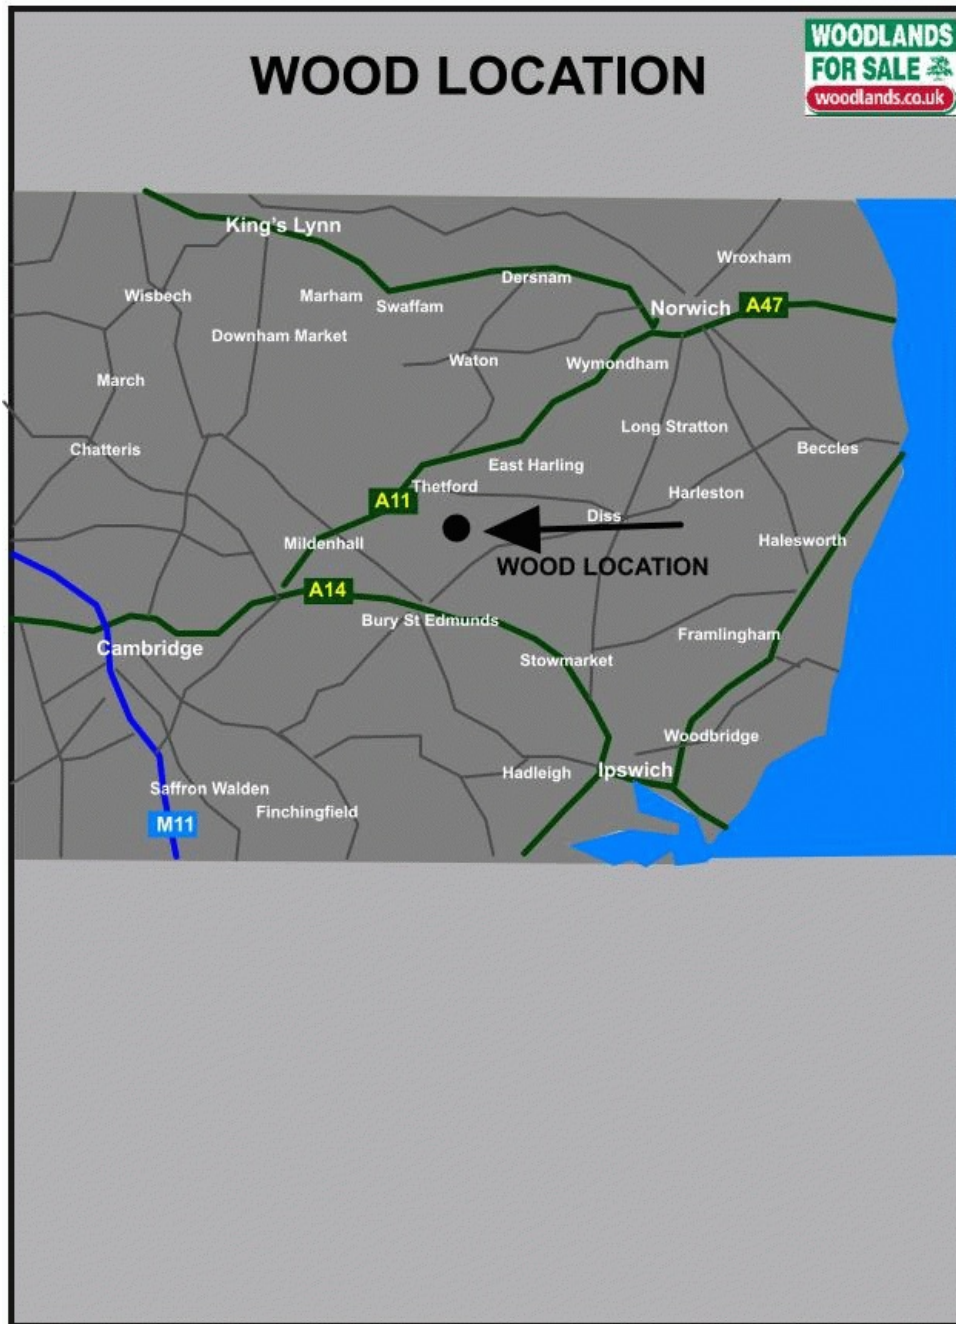 WOOD LOCATION
WOODLANDS
FOR SALE
woodlands.co.uk
King's Lynn
Wroxham
Dersnam
Wisbech
Marham
Swaffam
Norwich
A47
Downham Market
Waton
Wymondham
March
Long Stratton
Chatteris
Beccles
East Harling
Thetford
Harleston
A11
Diss
Mildenhall
Halesworth
WOOD LOCATION
A14
Bury St Edmunds
Framlingham
Cambridge
Stowmarket
Woodbridge
Hadleigh
Ipswich
Saffron Walden
Finchingfield
M11